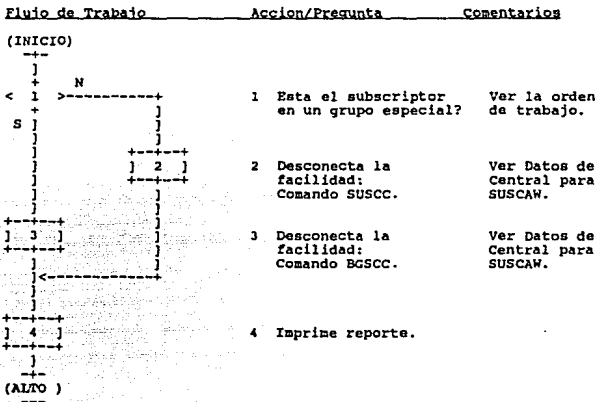 Flujo de Trabajo Accion/Pregunta Comentarios
(INICIO)
N
< 1 > 1 Esta el subscriptor Ver la orden
en un grupo especial? de trabajo.
S
2 2 Desconecta la Ver Datos de
facilidad: Central para
Comando SUSCC. SUSCAW.
3 3 Desconecta la Ver Datos de
facilidad: Central para
Comando BGSCC. SUSCAW.
4 4 Imprime reporte.
(ALTO )